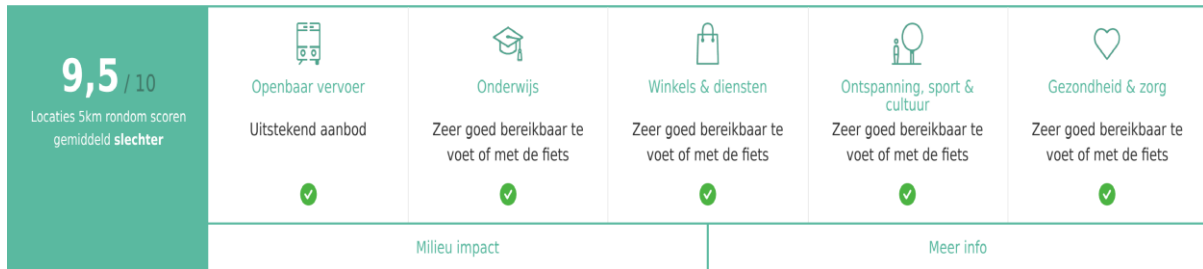 9,5 / 10
Locaties 5km rondom scoren
gemiddeld slechter
Openbaar vervoer
Uitstekend aanbod
Onderwijs
Zeer goed bereikbaar te
voet of met de fiets
Winkels & diensten
Zeer goed bereikbaar te
voet of met de fiets
Ontspanning, sport &
cultuur
Zeer goed bereikbaar te
voet of met de fiets
Gezondheid & zorg
Zeer goed bereikbaar te
voet of met de fiets
Milieu impact
Meer info